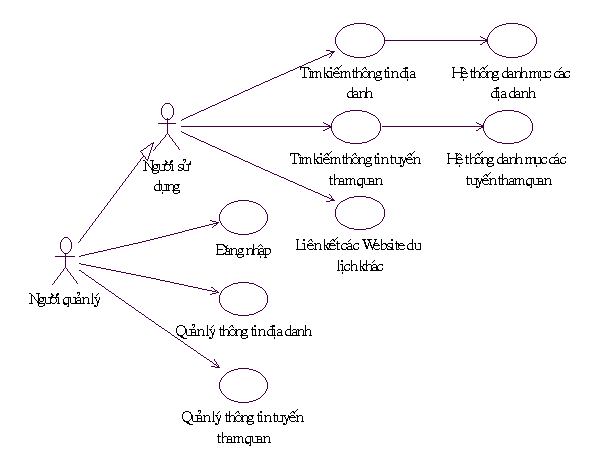 Tìm kiếm thông tin địa
danh
Hệ thống danh mục các
địa danh
Tìm kiếm thông tin tuyến
tham quan
Hệ thống danh mục các
tuyến tham quan
Người sử
dụng
Liên kết các Website du
lịch khác
Đăng nhập
Người quản lý
Quản lý thông tin địa danh
Quản lý thông tin tuyến
tham quan